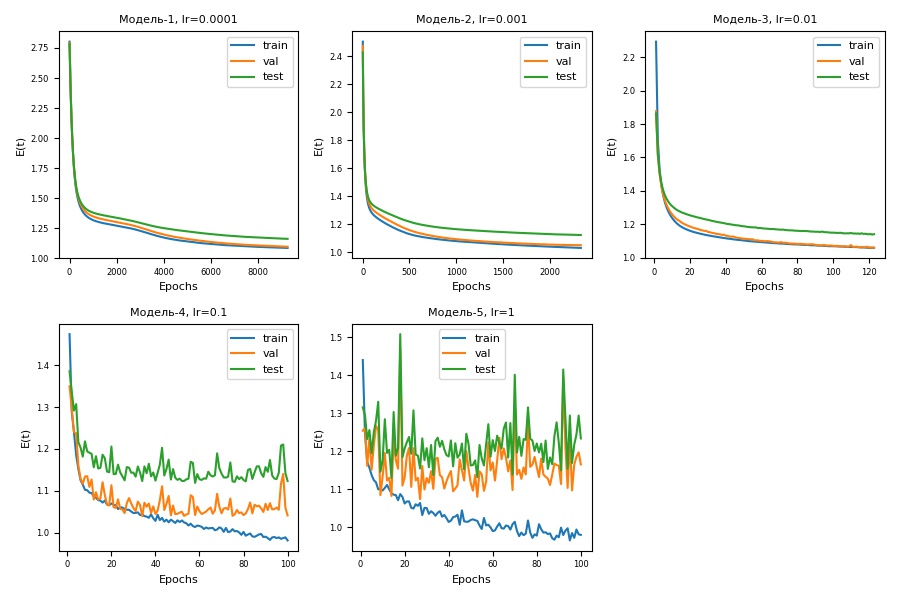 Модель-1, lr=0.0001
E(t)
2.75
2.50
2.25
2.00
1.75
1.50
1.25
1.00
train
val
test
0 2000 4000 6000 8000
Epochs
Модель-2, lr=0.001
E(t)
2.4
2.2
2.0
1.8
1.6
1.4
1.2
1.0
train
val
test
0 500 1000 1500 2000
Epochs
Модель-3, lr=0.01
E(t)
2.2
2.0
1.8
1.6
1.4
1.2
1.0
train
val
test
0 20 40 60 80 100 120
Epochs
Модель-4, lr=0.1
E(t)
1.4
1.3
1.2
1.1
1.0
train
val
test
0 20 40 60 80 100
Epochs
Модель-5, lr=1
E(t)
1.5
1.4
1.3
1.2
1.1
1.0
train
val
test
0 20 40 60 80 100
Epochs